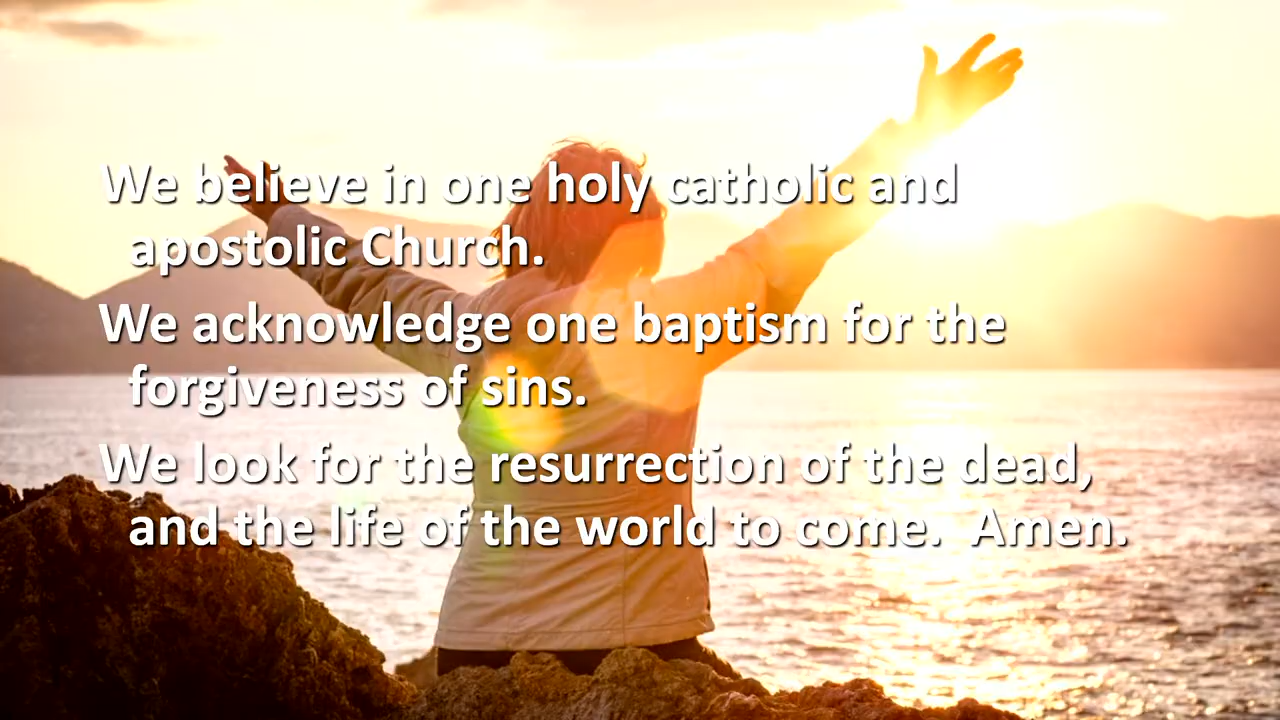 We believe in one holy catholic and
apostolic Church.
We acknowledge one baptism for the
forgiveness of sins.
We look for the resurrection of the dead,
and the life of the world to come.  Amen.